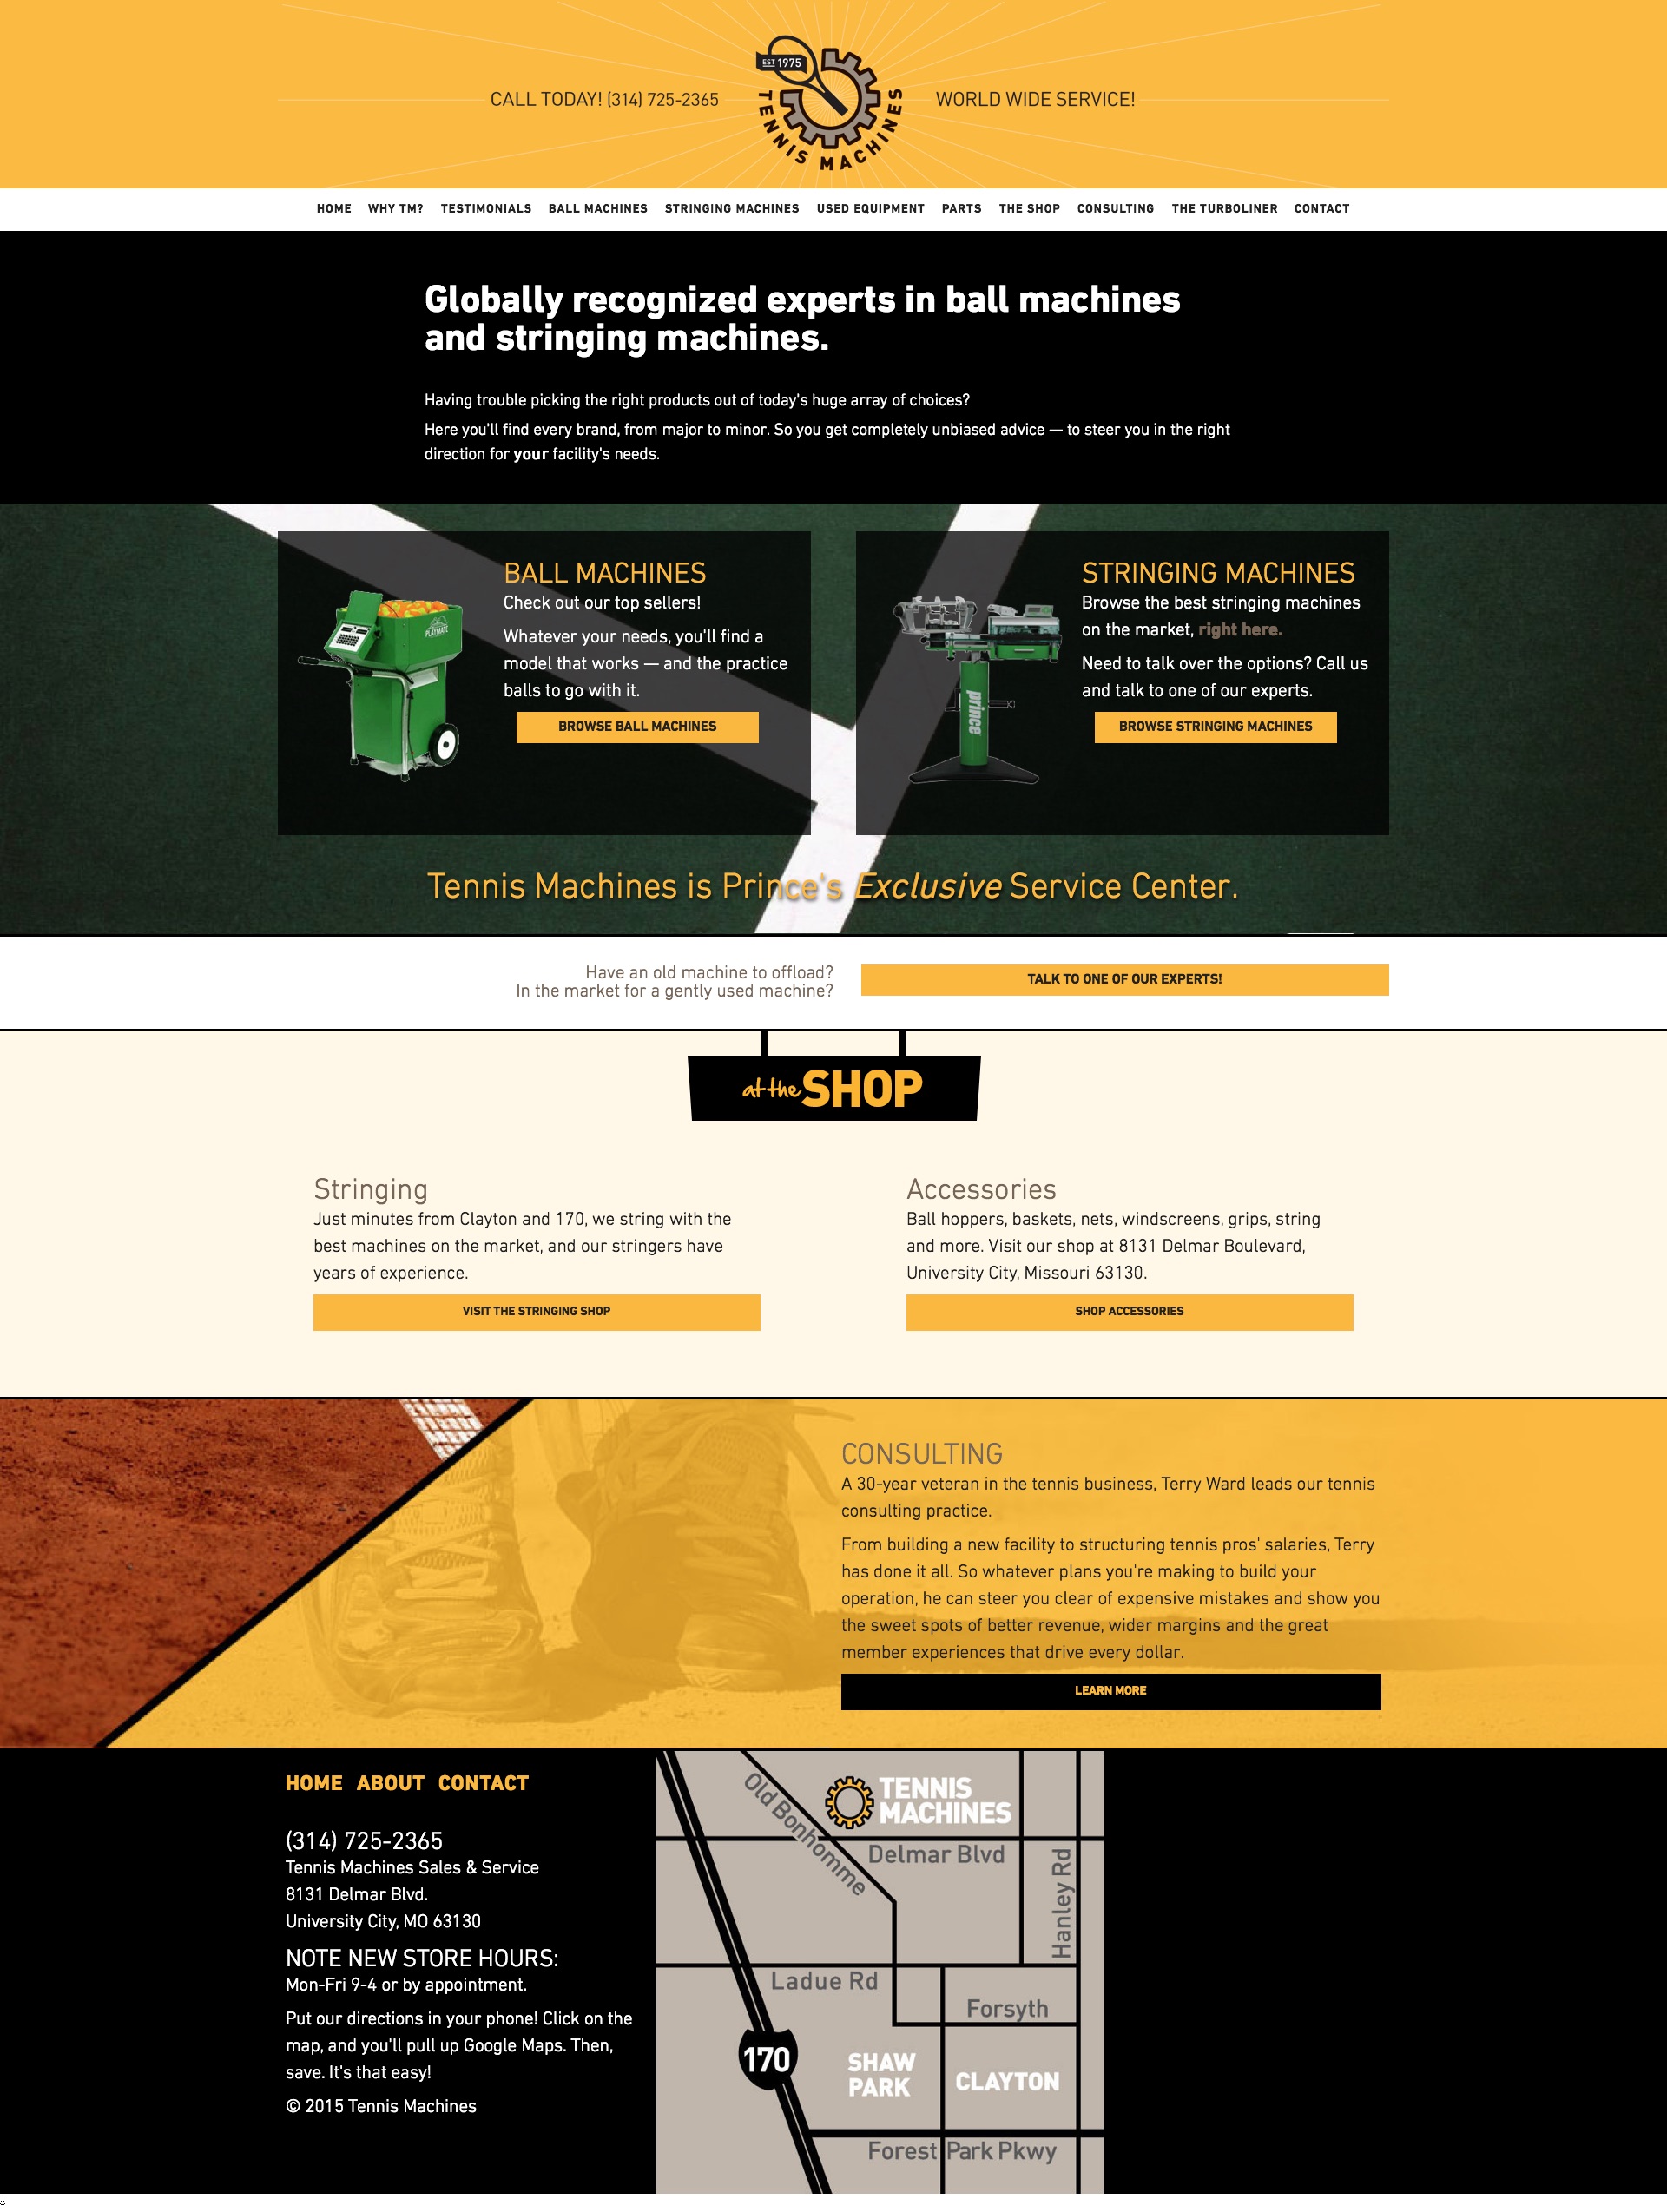 EST 1975
CALL TODAY! (314) 725-2365
TENNIS MACHINES
WORLD WIDE SERVICE!
HOME WHY TM? TESTIMONIALS BALL MACHINES STRINGING MACHINES USED EQUIPMENT PARTS THE SHOP CONSULTING THE TURBOLINER CONTACT
Globally recognized experts in ball machines
and stringing machines.
Having trouble picking the right products out of today's huge array of choices?
Here you'll find every brand, from major to minor. So you get completely unbiased advice — to steer you in the right
direction for your facility's needs.
BALL MACHINES
Check out our top sellers!
Whatever your needs, you'll find a
model that works — and the practice
balls to go with it.
BROWSE BALL MACHINES
PLAYMATE
STRINGING MACHINES
Browse the best stringing machines
on the market, right here.
Need to talk over the options? Call us
and talk to one of our experts.
BROWSE STRINGING MACHINES
prince
Tennis Machines is Prince's Exclusive Service Center.
Have an old machine to offload?
In the market for a gently used machine?
TALK TO ONE OF OUR EXPERTS!
at the SHOP
Stringing
Just minutes from Clayton and 170, we string with the
best machines on the market, and our stringers have
years of experience.
VISIT THE STRINGING SHOP
Accessories
Ball hoppers, baskets, nets, windscreens, grips, string
and more. Visit our shop at 8131 Delmar Boulevard,
University City, Missouri 63130.
SHOP ACCESSORIES
CONSULTING
A 30-year veteran in the tennis business, Terry Ward leads our tennis
consulting practice.
From building a new facility to structuring tennis pros' salaries, Terry
has done it all. So whatever plans you're making to build your
operation, he can steer you clear of expensive mistakes and show you
the sweet spots of better revenue, wider margins and the great
member experiences that drive every dollar.
LEARN MORE
HOME ABOUT CONTACT
(314) 725-2365
Tennis Machines Sales & Service
8131 Delmar Blvd.
University City, MO 63130
NOTE NEW STORE HOURS:
Mon-Fri 9-4 or by appointment.
Put our directions in your phone! Click on the
map, and you'll pull up Google Maps. Then,
save. It's that easy!
© 2015 Tennis Machines
TENNIS
MACHINES
Old Bonhomme
Delmar Blvd
Hanley Rd
Ladue Rd
Forsyth
170
SHAW
PARK
CLAYTON
Forest Park Pkwy